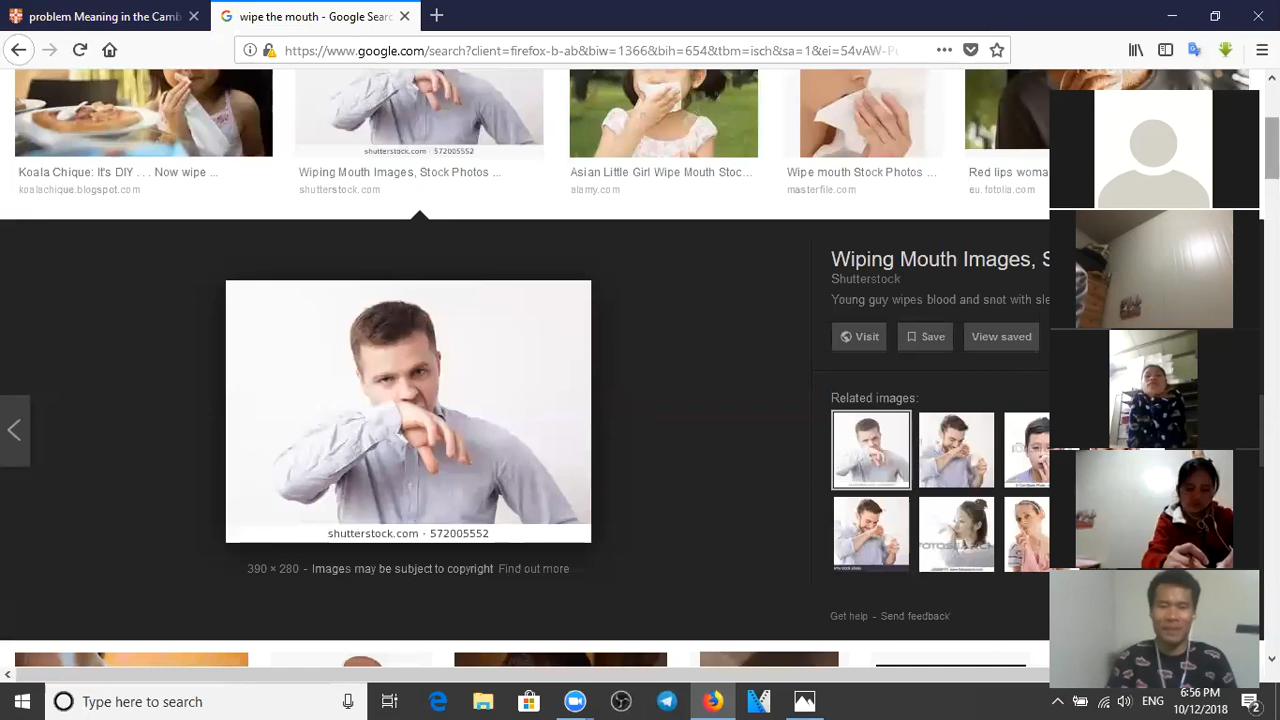 problem Meaning in the Camb
wipe the mouth - Google Searc
https://www.google.com/search?client=firefox-b-ab&biw=1366&bih=654&tbm=isch&sa=1&ei=54vAW-Pu
shutterstock.com · 572005552
Koala Chique: It's DIY . . . Now wipe ...
koalachique.blogspot.com
Wiping Mouth Images, Stock Photos ...
shutterstock.com
Asian Little Girl Wipe Mouth Stoc...
alamy.com
Wipe mouth Stock Photos ...
masterfile.com
Red lips woma
eu.fotolia.com
Wiping Mouth Images, S
Shutterstock
Young guy wipes blood and snot with sle
Visit
Save
View saved
Related images:
shutterstock.com · 572005552
390 × 280 - Images may be subject to copyright Find out more
Get help - Send feedback
Type here to search
ENG
6:56 PM
10/12/2018
2